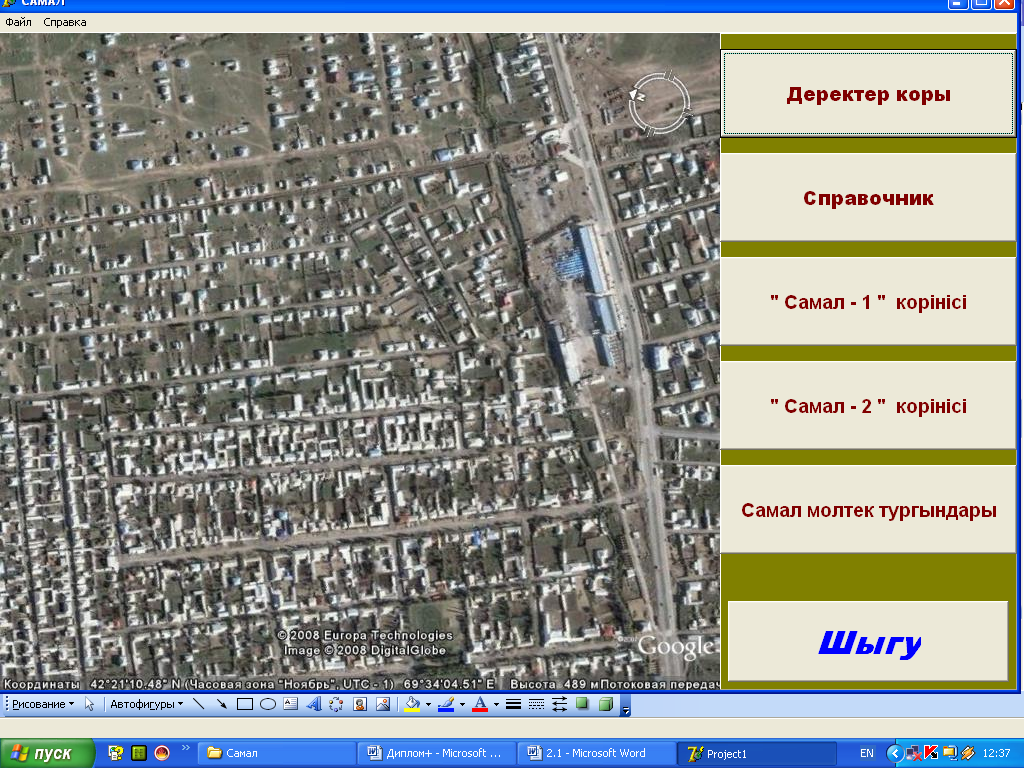 САМАЛ
Файл Справка
N
Деректер коры
Справочник
" Самал - 1 " корінісі
" Самал - 2 " корінісі
Самал молтек тургындары
Шыгу
© 2008 Europa Technologies
Image © 2008 DigitalGlobe
Google
Координаты 42°21'10.48" N (Часовая зона "Ноябрь", UTC - 1) 69°34'04.51" E Высота 489 м Потоковая передач
Рисование Автофигуры
пуск
Самал
Диплом+ - Microsoft ...
2.1 - Microsoft Word
Project1
EN
12:37